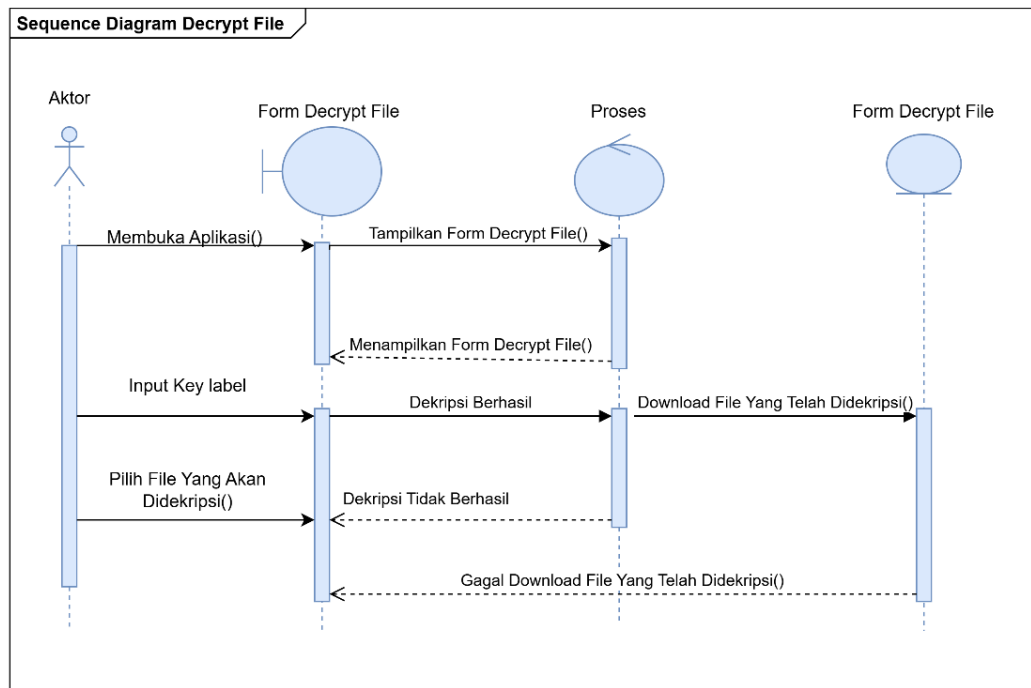 Sequence Diagram Decrypt File
Aktor
Form Decrypt File
Proses
Form Decrypt File
Membuka Aplikasi()
Tampilkan Form Decrypt File()
Menampilkan Form Decrypt File()
Input Key label
Dekripsi Berhasil
Download File Yang Telah Didekripsi()
Pilih File Yang Akan
Didekripsi()
Dekripsi Tidak Berhasil
Gagal Download File Yang Telah Didekripsi()